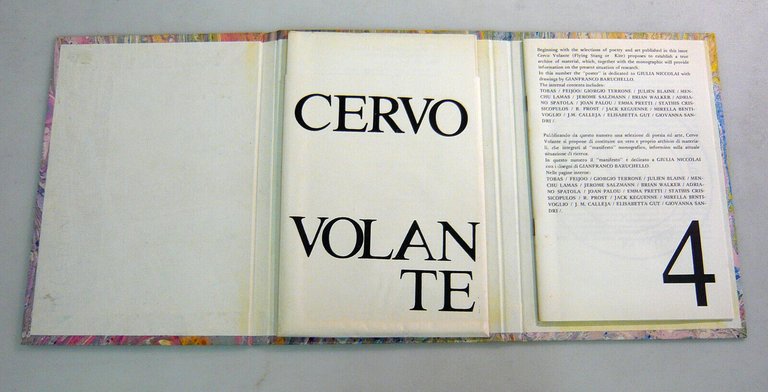 CERVO
VOLAN
TE
Beginning with the selections of poetry and art published in this issue
Cervo Volante (Flying Stang or Kite) proposes to establish a true
archive of material, which, together with the monographic will provide
information on the present situation of research.
In this number the "poster" is dedicated to GIULIA NICCOLAI with
drawings by GIANFRANCO BARUCHELLO.
The internal contents includes:
TOBAS / FEIJOO/ GIORGIO TERRONE / JULIEN BLAINE / MEN-
CHU LAMAS / JEROME SALZMANN / BRIAN WALKER / ADRIA-
NO SPATOLA / JOAN PALOU / EMMA PRETTI / STATHIS CRIS-
SICOPULOS / R. PROST / JACK KEGUENNE / MIRELLA BENTI-
VOGLIO / J.M. CALLEJA / ELISABETTA GUT / GIOVANNA SAN-
DRI /
Pubblicando da questo numero una selezione di poesia ed arte, Cervo
Volante si propone di costituire un vero e proprio archivio di materia-
li, che integrati al "manifesto" monografico, informino sulla attuale
situazione di ricerca.
In questo numero il "manifesto" e dedicato a GIULIA NICCOLAI
con i disegni di GIANFRANCO BARUCHELLO.
Nelle pagine interne:
TOBAS / FEIJOO / GIORGIO TERRONE / JULIEN BLAINE / MEN-
CHU LAMAS / JEROME SALZMANN / BRIAN WALKER / ADRIA-
NO SPATOLA / JOAN PALOU / EMMA PRETTI / STATHIS CRIS-
SICOPULOS / R. PROST / JACK KEGUENNE / MIRELLA BENTI-
VOGLIO / J. M. CALLEJA / ELISABETTA GUT / GIOVANNA SAN-
DRI /
4